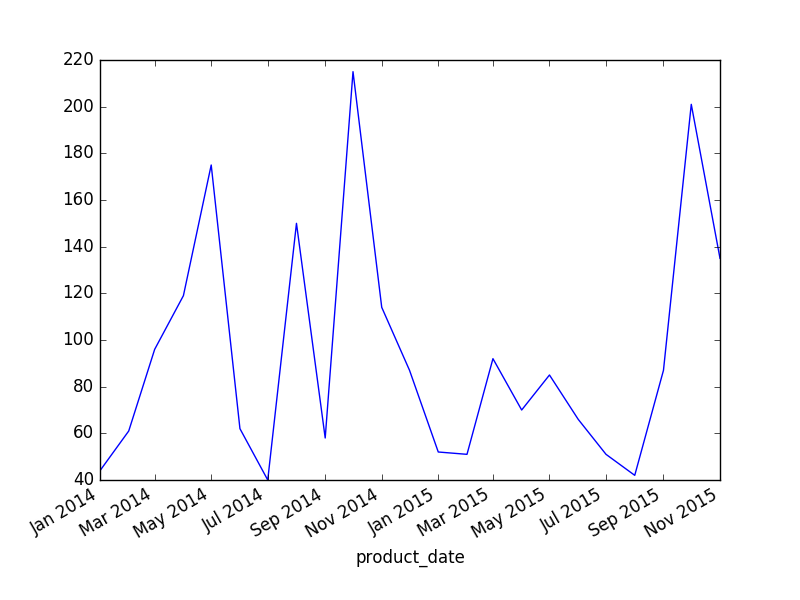 220
200
180
160
140
120
100
80
60
40
Jan 2014
Mar 2014
May 2014
Jul 2014
Sep 2014
Nov 2014
Jan 2015
Mar 2015
May 2015
Jul 2015
Sep 2015
Nov 2015
product_date